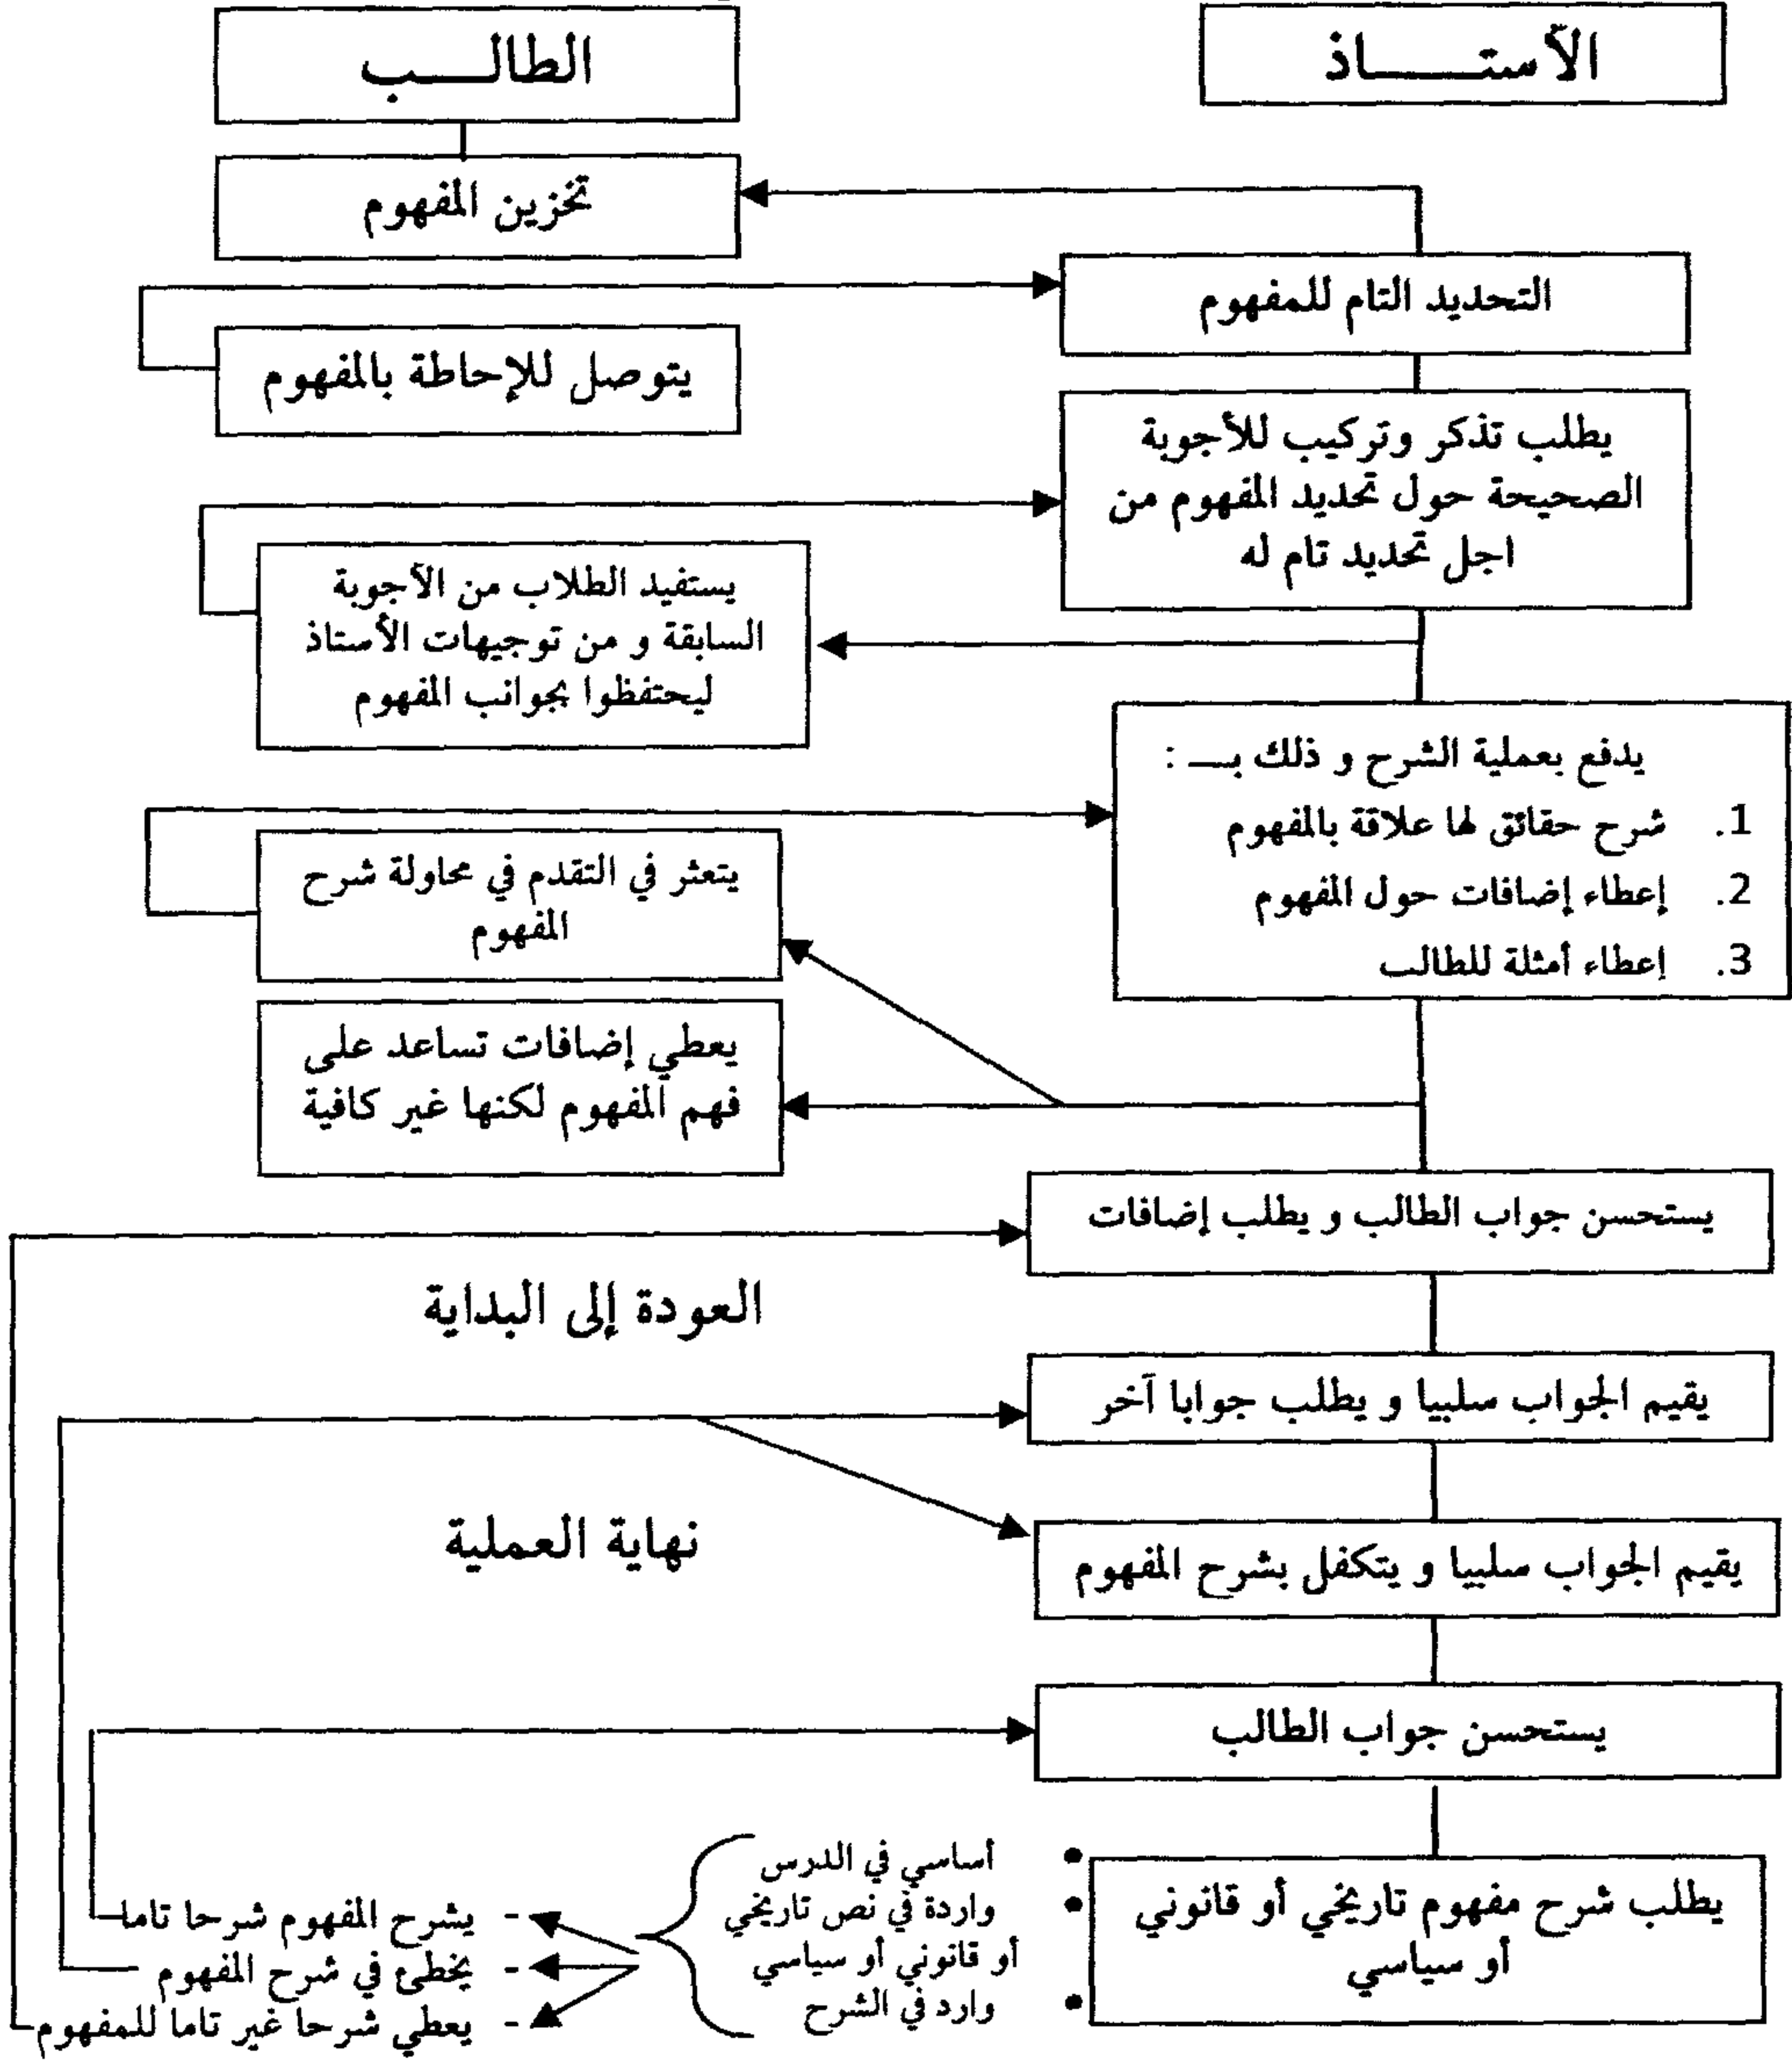 الأستـــــاذ
الطالـــب
تخزين المفهوم
التحديد التام للمفهوم
يتوصل للإحاطة بالمفهوم
يطلب تذكر وتركيب للأجوبة
الصحيحة حول تحديد المفهوم من
اجل تحديد تام له
يستفيد الطلاب من الأجوبة
السابقة و من توجيهات الأستاذ
ليحتفظوا بجوانب المفهوم
يدفع بعملية الشرح و ذلك بــ :
1. شرح حقائق لها علاقة بالمفهوم
2. إعطاء إضافات حول المفهوم
3. إعطاء أمثلة للطالب
يتعثر في التقدم في محاولة شرح
المفهوم
يعطي إضافات تساعد على
فهم المفهوم لكنها غير كافية
يستحسن جواب الطالب و يطلب إضافات
العودة إلى البداية
يقيم الجواب سلبيا و يطلب جوابا آخر
نهاية العملية
يقيم الجواب سلبيا و يتكفل بشرح المفهوم
يستحسن جواب الطالب
يطلب شرح مفهوم تاريخي أو قانوني
أو سياسي
• أساسي في الدرس
• واردة في نص تاريخي
أو قانوني أو سياسي
• وارد في الشرح
- يشرح المفهوم شرحا تاما
- يخطئ في شرح المفهوم
- يعطي شرحا غير تاما للمفهوم